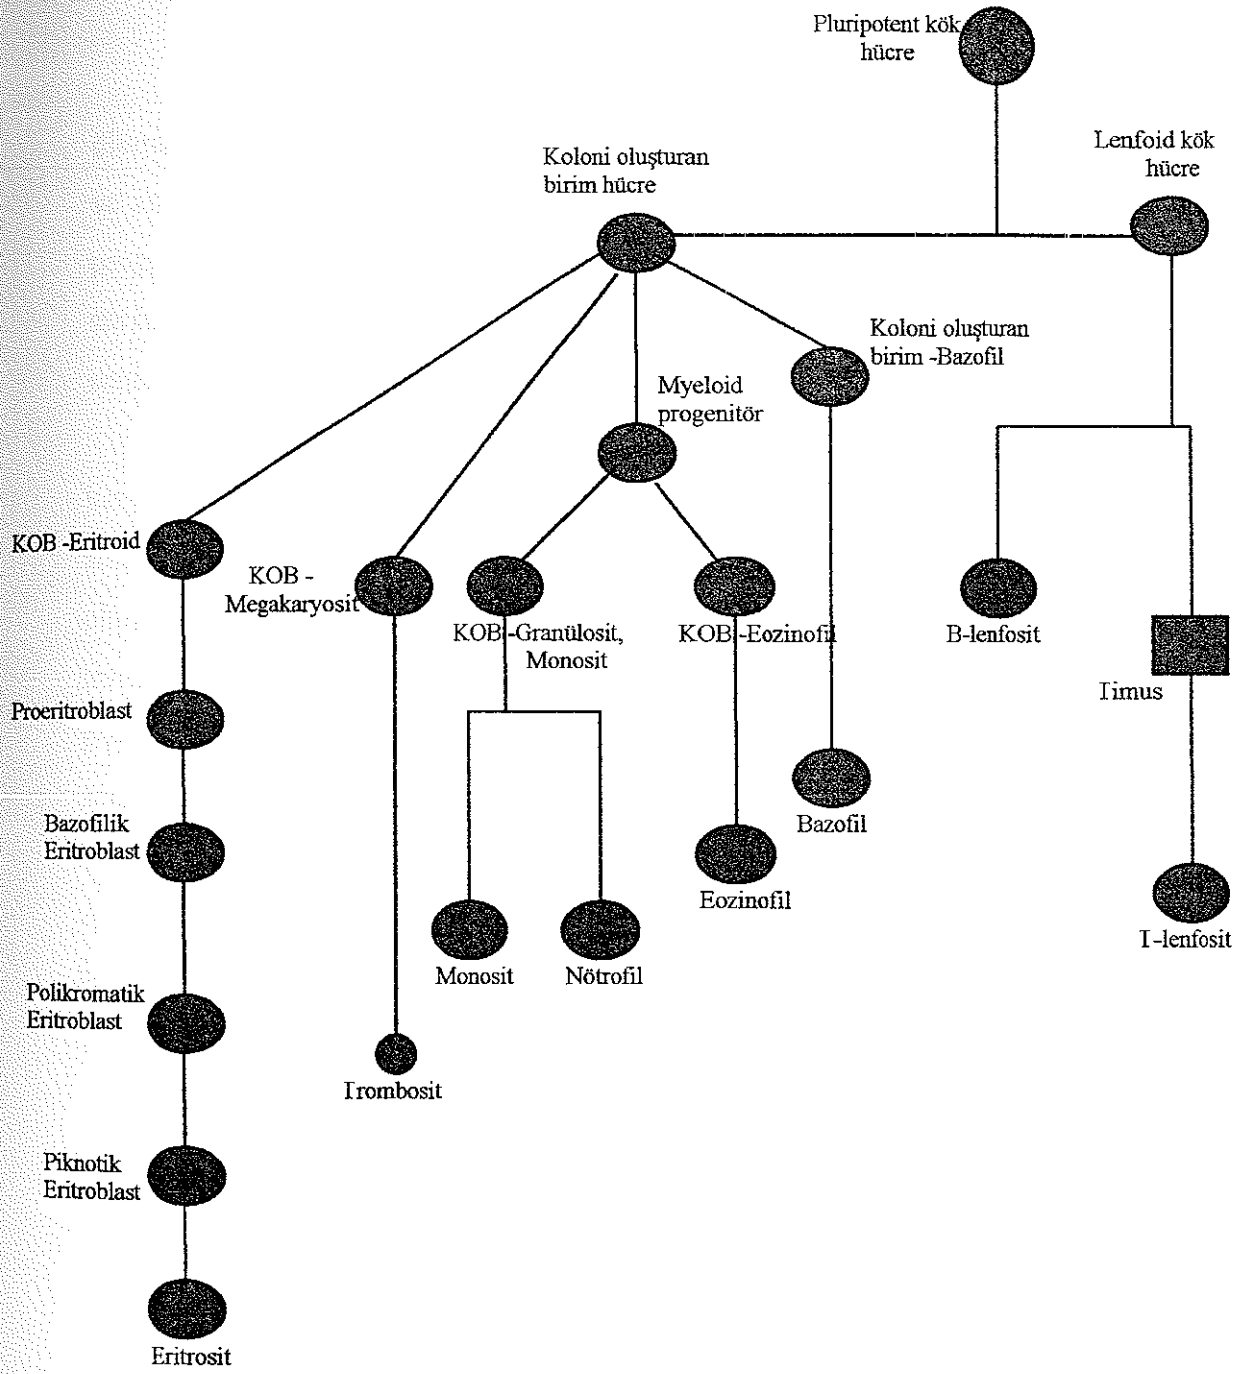 Pluripotent kök
hücre
Lenfoid kök
hücre
Koloni oluşturan
birim hücre
Koloni oluşturan
birim -Bazofil
Myeloid
progenitör
KOB -Eritroid
KOB -
Megakaryosit
KOB -Granülosit,
Monosit
KOB -Eozinofil
B-lenfosit
Timus
Proeritroblast
Bazofilik
Eritroblast
Bazofil
Eozinofil
T-lenfosit
Monosit
Nötrofil
Polikromatik
Eritroblast
Trombosit
Piknotik
Eritroblast
Eritrosit